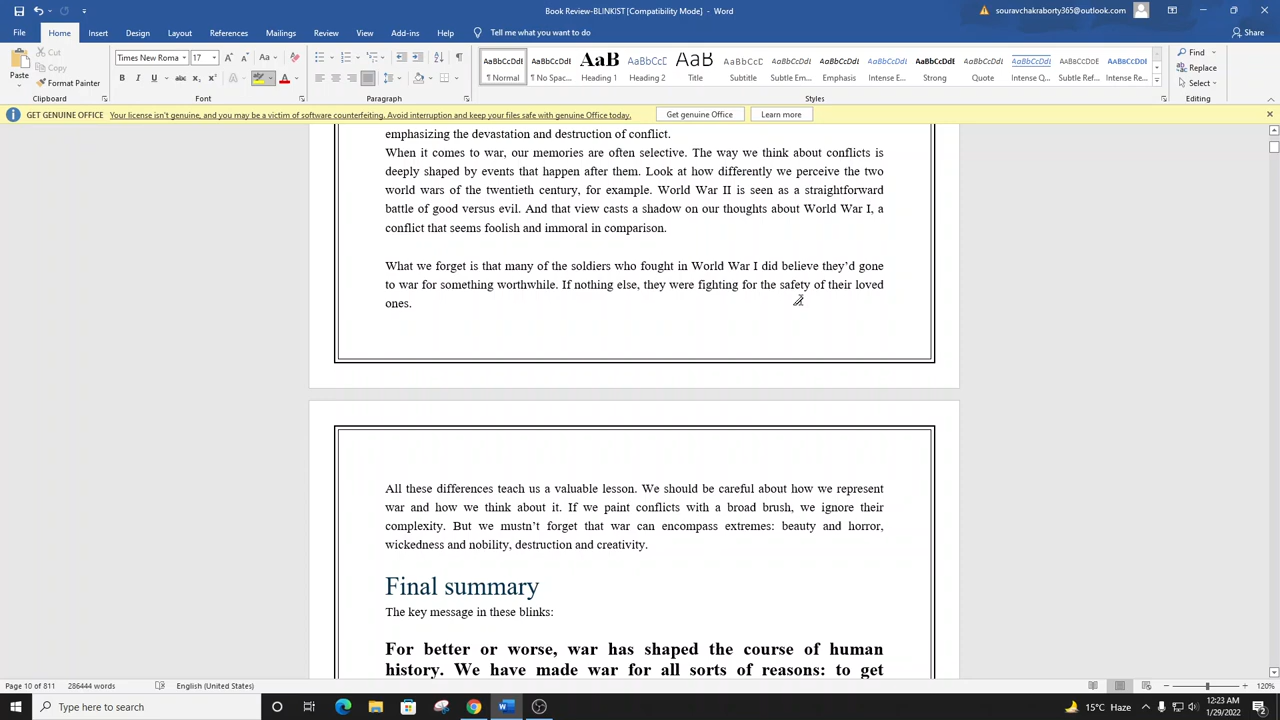 Book Review-BLINKIST [Compatibility Mode] - Word
souravchakraborty365@outlook.com
File Home Insert Draw Design Layout References Mailings Review View Add-ins Help Tell me what you want to do Share
Paste
Cut
Copy
Format Painter
Clipboard
Times New Roma 17
Font
Paragraph
AaBbCcDdI ¶ Normal
AaBbCcDdI ¶ No Spac...
AaB Heading 1
AaBbCcD Heading 2
AaB Title
AaBbCcD Subtitle
AaBbCcDdI Subtle Em...
AaBbCcDdI Emphasis
AaBbCcDdI Intense E...
AaBbCcDdI Strong
AaBbCcDdI Quote
AaBbCcDdI Intense Q...
AaBbCcDdI Subtle Ref...
AaBbCcDdI Intense Re...
Styles
Find
Replace
Select
Editing
GET GENUINE OFFICE Your license isn't genuine, and you may be a victim of software counterfeiting. Avoid interruption and keep your files safe with genuine Office today. Get genuine Office Learn more
emphasizing the devastation and destruction of conflict.
When it comes to war, our memories are often selective. The way we think about conflicts is
deeply shaped by events that happen after them. Look at how differently we perceive the two
world wars of the twentieth century, for example. World War II is seen as a straightforward
battle of good versus evil. And that view casts a shadow on our thoughts about World War I, a
conflict that seems foolish and immoral in comparison.
What we forget is that many of the soldiers who fought in World War I did believe they'd gone
to war for something worthwhile. If nothing else, they were fighting for the safety of their loved
ones.
All these differences teach us a valuable lesson. We should be careful about how we represent
war and how we think about it. If we paint conflicts with a broad brush, we ignore their
complexity. But we mustn't forget that war can encompass extremes: beauty and horror,
wickedness and nobility, destruction and creativity.
Final summary
The key message in these blinks:
For better or worse, war has shaped the course of human
history. We have made war for all sorts of reasons: to get
Page 10 of 811 286444 words English (United States) 120%
Type here to search
15°C Haze
12:23 AM
1/29/2022